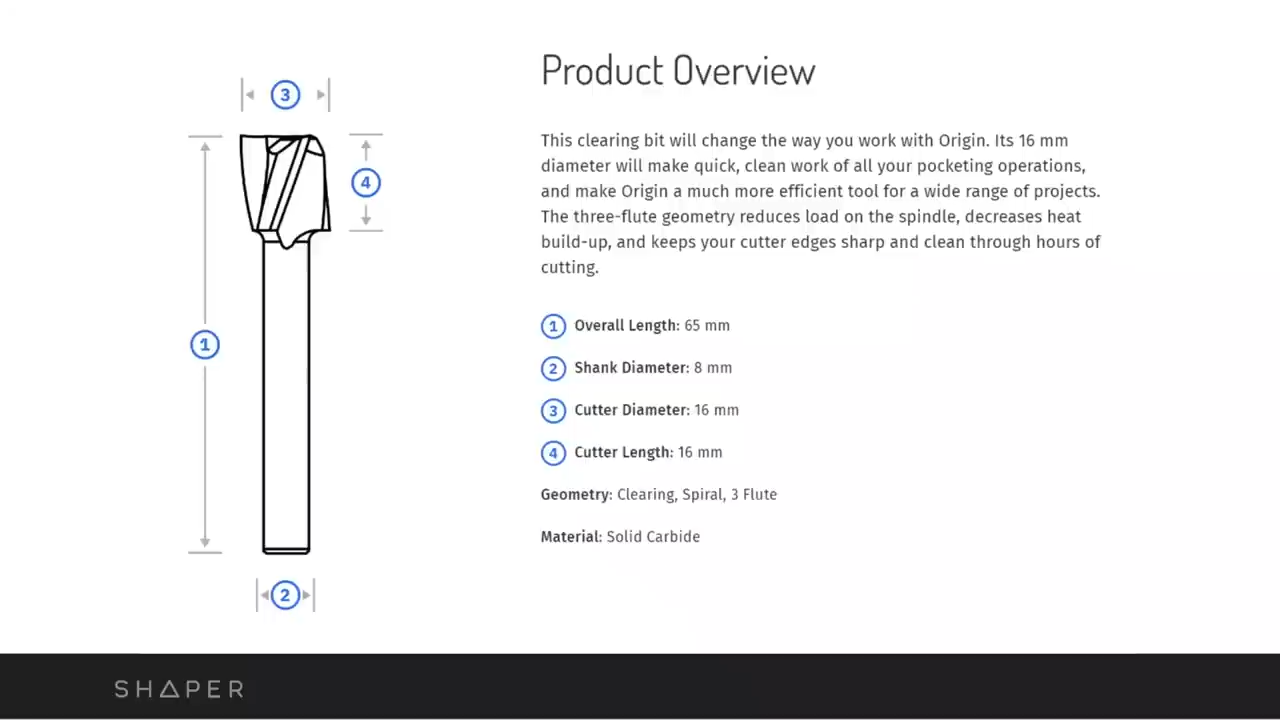 Product Overview
This clearing bit will change the way you work with Origin. Its 16 mm
diameter will make quick, clean work of all your pocketing operations,
and make Origin a much more efficient tool for a wide range of projects.
The three-flute geometry reduces load on the spindle, decreases heat
build-up, and keeps your cutter edges sharp and clean through hours of
cutting.
3
4
1
2
1 Overall Length: 65 mm
2 Shank Diameter: 8 mm
3 Cutter Diameter: 16 mm
4 Cutter Length: 16 mm
Geometry: Clearing, Spiral, 3 Flute
Material: Solid Carbide
SHAPER